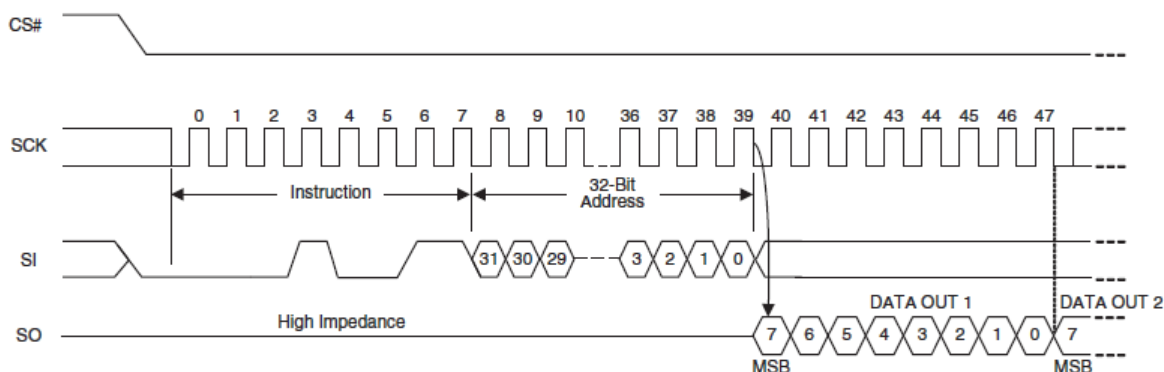 CS#
0 1 2 3 4 5 6 7 8 9 10 36 37 38 39 40 41 42 43 44 45 46 47
SCK
Instruction
32-Bit
Address
SI
31 30 29 3 2 1 0
DATA OUT 1 DATA OUT 2
High Impedance
SO
7 6 5 4 3 2 1 0 7
MSB MSB